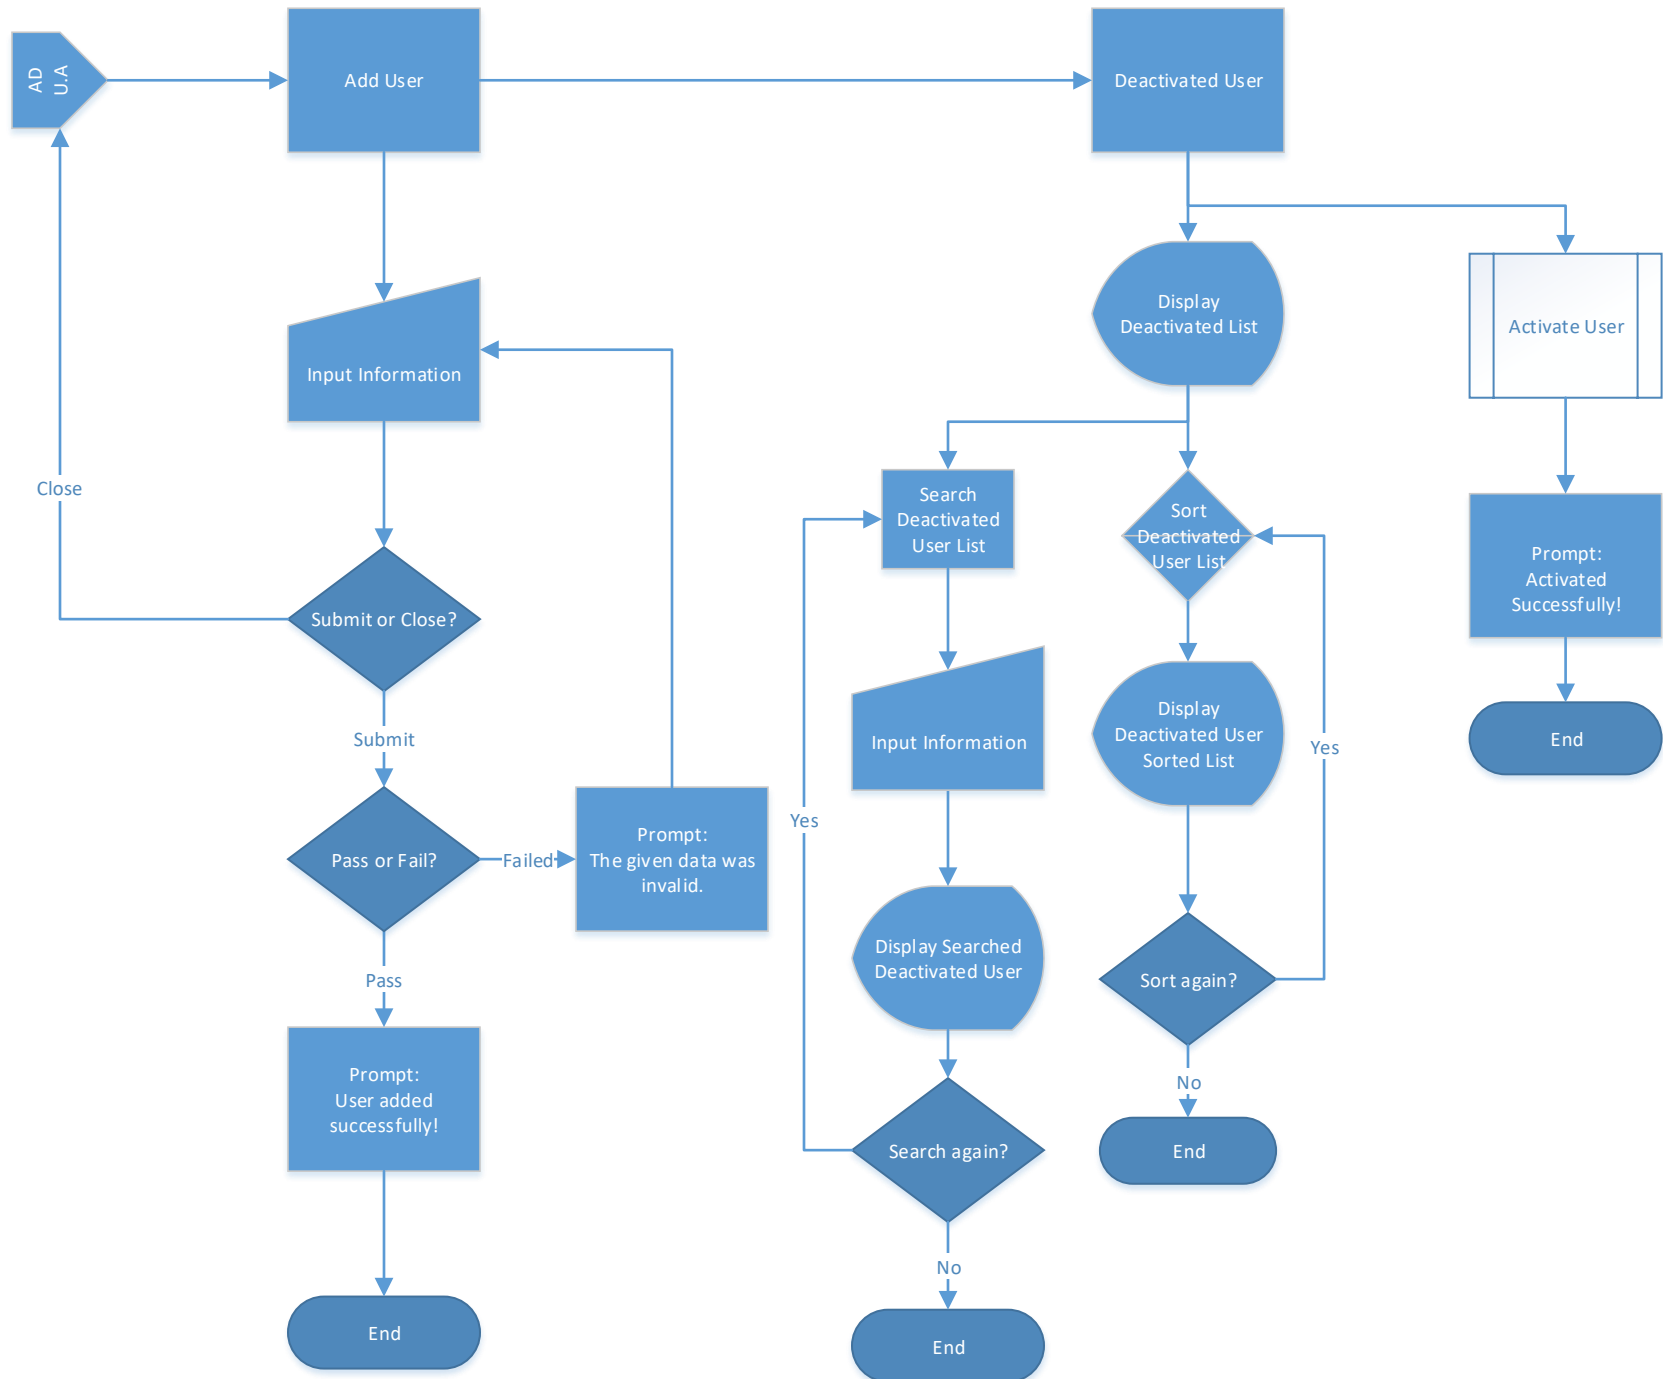 AD
U.A
Add User
Deactivated User
Display
Deactivated List
Activate User
Input Information
Close
Search
Deactivated
User List
Sort
Deactivated
User List
Prompt:
Activated
Successfully!
Submit or Close?
Submit
Input Information
Display
Deactivated User
Sorted List
Yes
End
Yes
Pass or Fail?
Failed
Prompt:
The given data was
invalid.
Display Searched
Deactivated User
Sort again?
Pass
Prompt:
User added
successfully!
No
Search again?
End
No
End
End